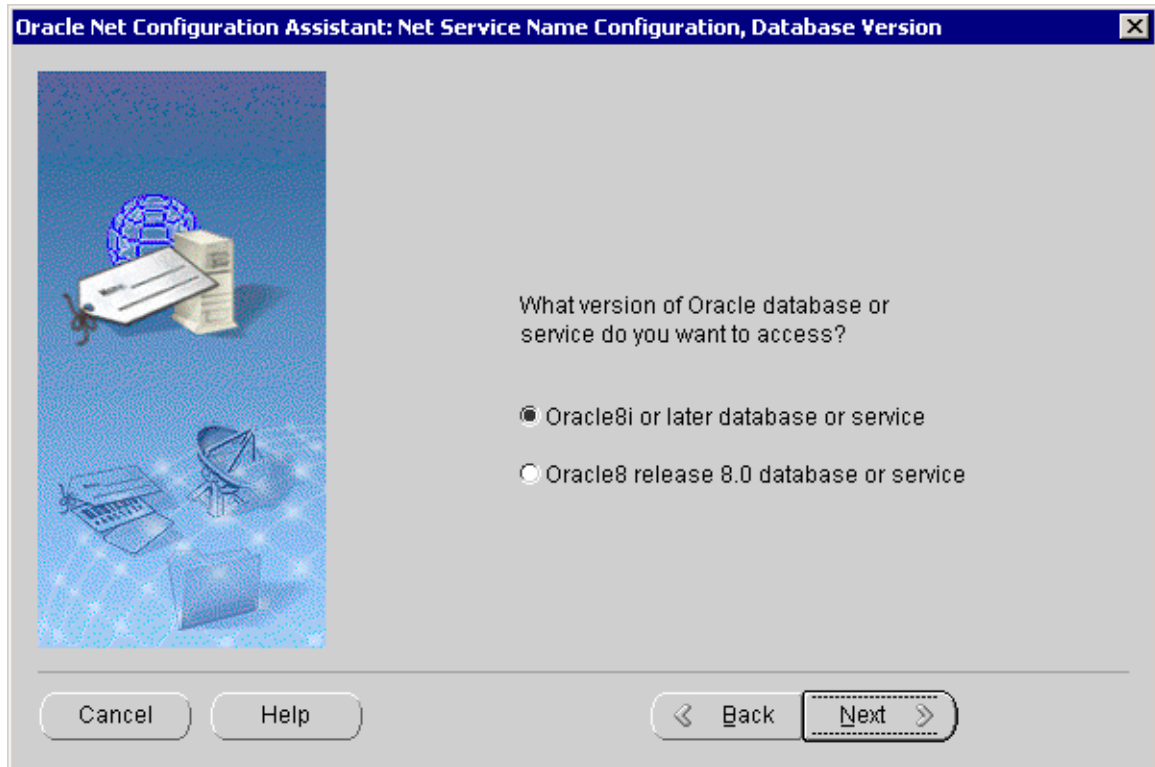 Oracle Net Configuration Assistant: Net Service Name Configuration, Database Version
What version of Oracle database or
service do you want to access?
Oracle8i or later database or service
Oracle8 release 8.0 database or service
Cancel
Help
Back
Next